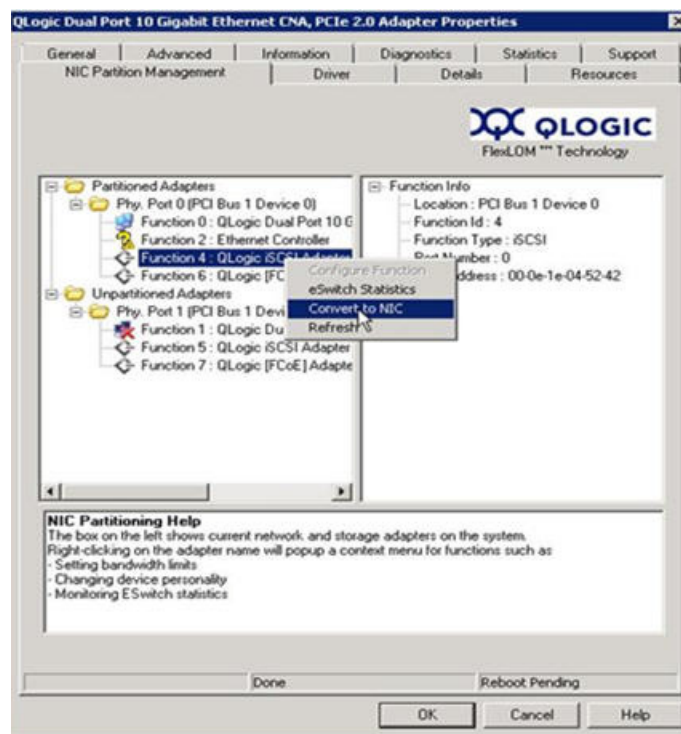 QLogic Dual Port 10 Gigabit Ethernet CNA, PCIe 2.0 Adapter Properties
General Advanced Information Diagnostics Statistics Support
NIC Partition Management Driver Details Resources
QLOGIC
FlexLOM ™ Technology
Partitioned Adapters
Phy. Port 0 (PCI Bus 1 Device 0)
Function 0 : QLogic Dual Port 10 G
Function 2 : Ethernet Controller
Function 4 : QLogic iSCSI Adapter
Function 6 : QLogic [FC
Unpartitioned Adapters
Phy. Port 1 (PCI Bus 1 Devi
Function 1 : QLogic Du
Function 5 : QLogic iSCSI Adapter
Function 7 : QLogic [FCoE] Adapte
Configure Function
eSwitch Statistics
Convert to NIC
Refresh
Function Info
Location : PCI Bus 1 Device 0
Function Id : 4
Function Type : iSCSI
Port Number : 0
ddress : 00-0e-1e-04-52-42
NIC Partitioning Help
The box on the left shows current network and storage adapters on the system.
Right-clicking on the adapter name will popup a context menu for functions such as
- Setting bandwidth limits
- Changing device personality
- Monitoring ESwitch statistics
Done Reboot Pending
OK Cancel Help